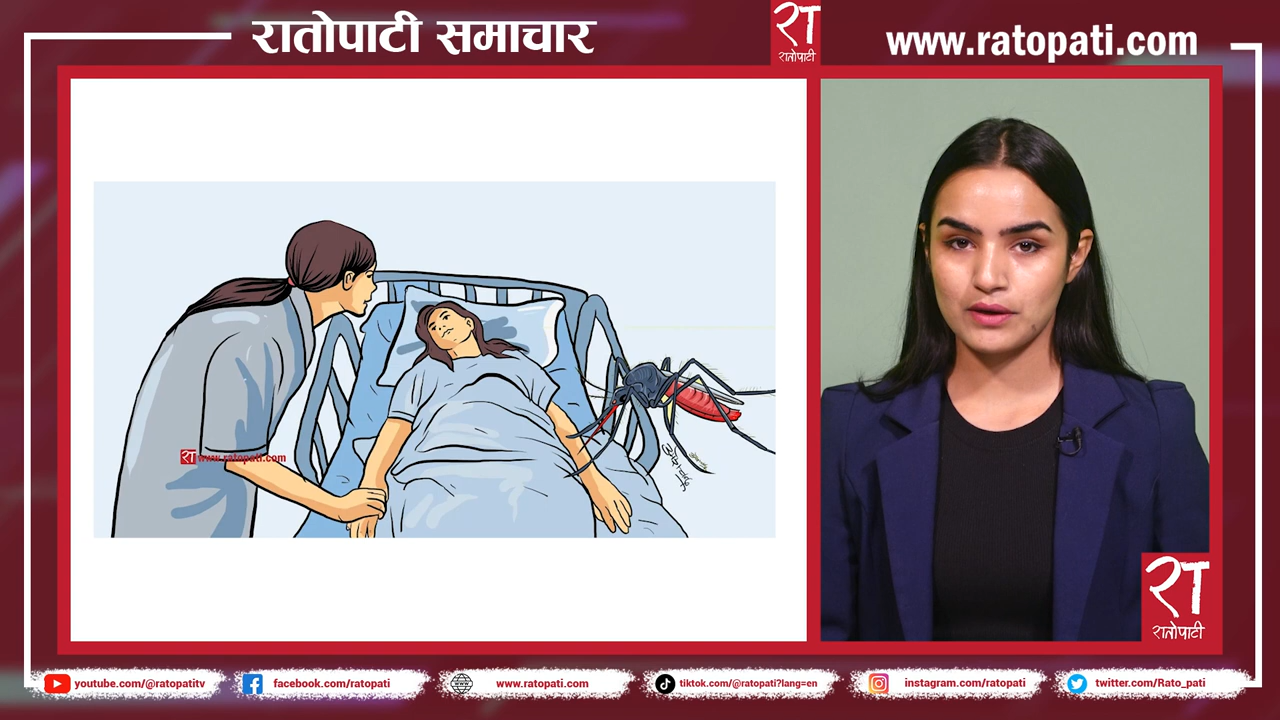 रातोपाटी समाचार
रा
रातोपाटी
www.ratopati.com
रा www.ratopati.com
रा
रातोपाटी
youtube.com/@ratopatitv
facebook.com/ratopati
www.ratopati.com
tiktok.com/@ratopati?lang=en
instagram.com/ratopati
twitter.com/Rato_pati